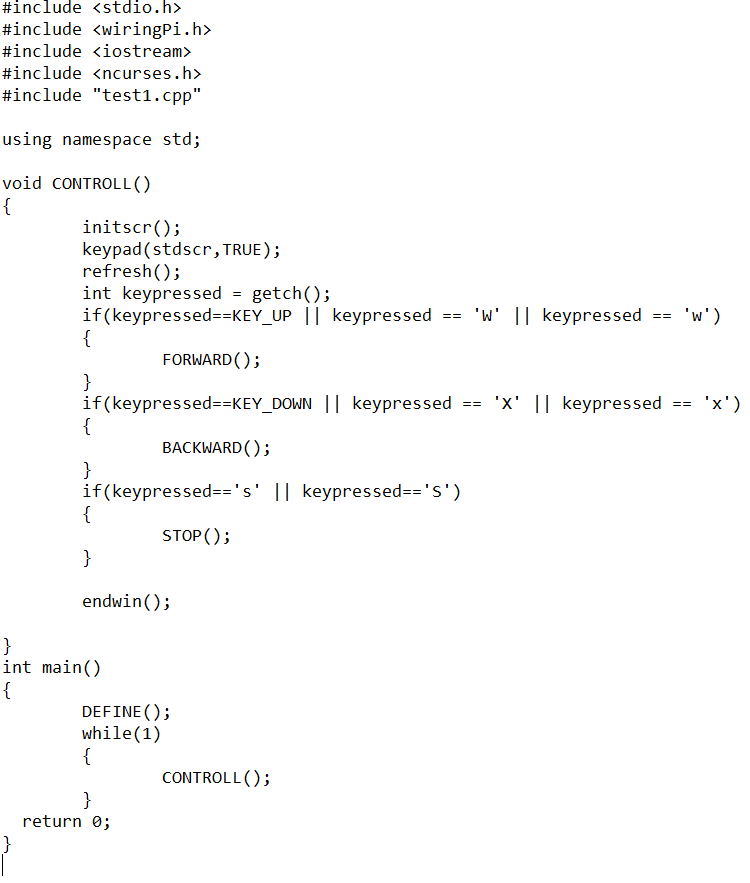 #include <stdio.h>
#include <wiringPi.h>
#include <iostream>
#include <ncurses.h>
#include "test1.cpp"

using namespace std;

void CONTROLL()
{
        initscr();
        keypad(stdscr,TRUE);
        refresh();
        int keypressed = getch();
        if(keypressed==KEY_UP || keypressed == 'W' || keypressed == 'w')
        {
                FORWARD();
        }
        if(keypressed==KEY_DOWN || keypressed == 'X' || keypressed == 'x')
        {
                BACKWARD();
        }
        if(keypressed=='s' || keypressed=='S')
        {
                STOP();
        }

        endwin();

}
int main()
{
        DEFINE();
        while(1)
        {
                CONTROLL();
        }
  return 0;
}